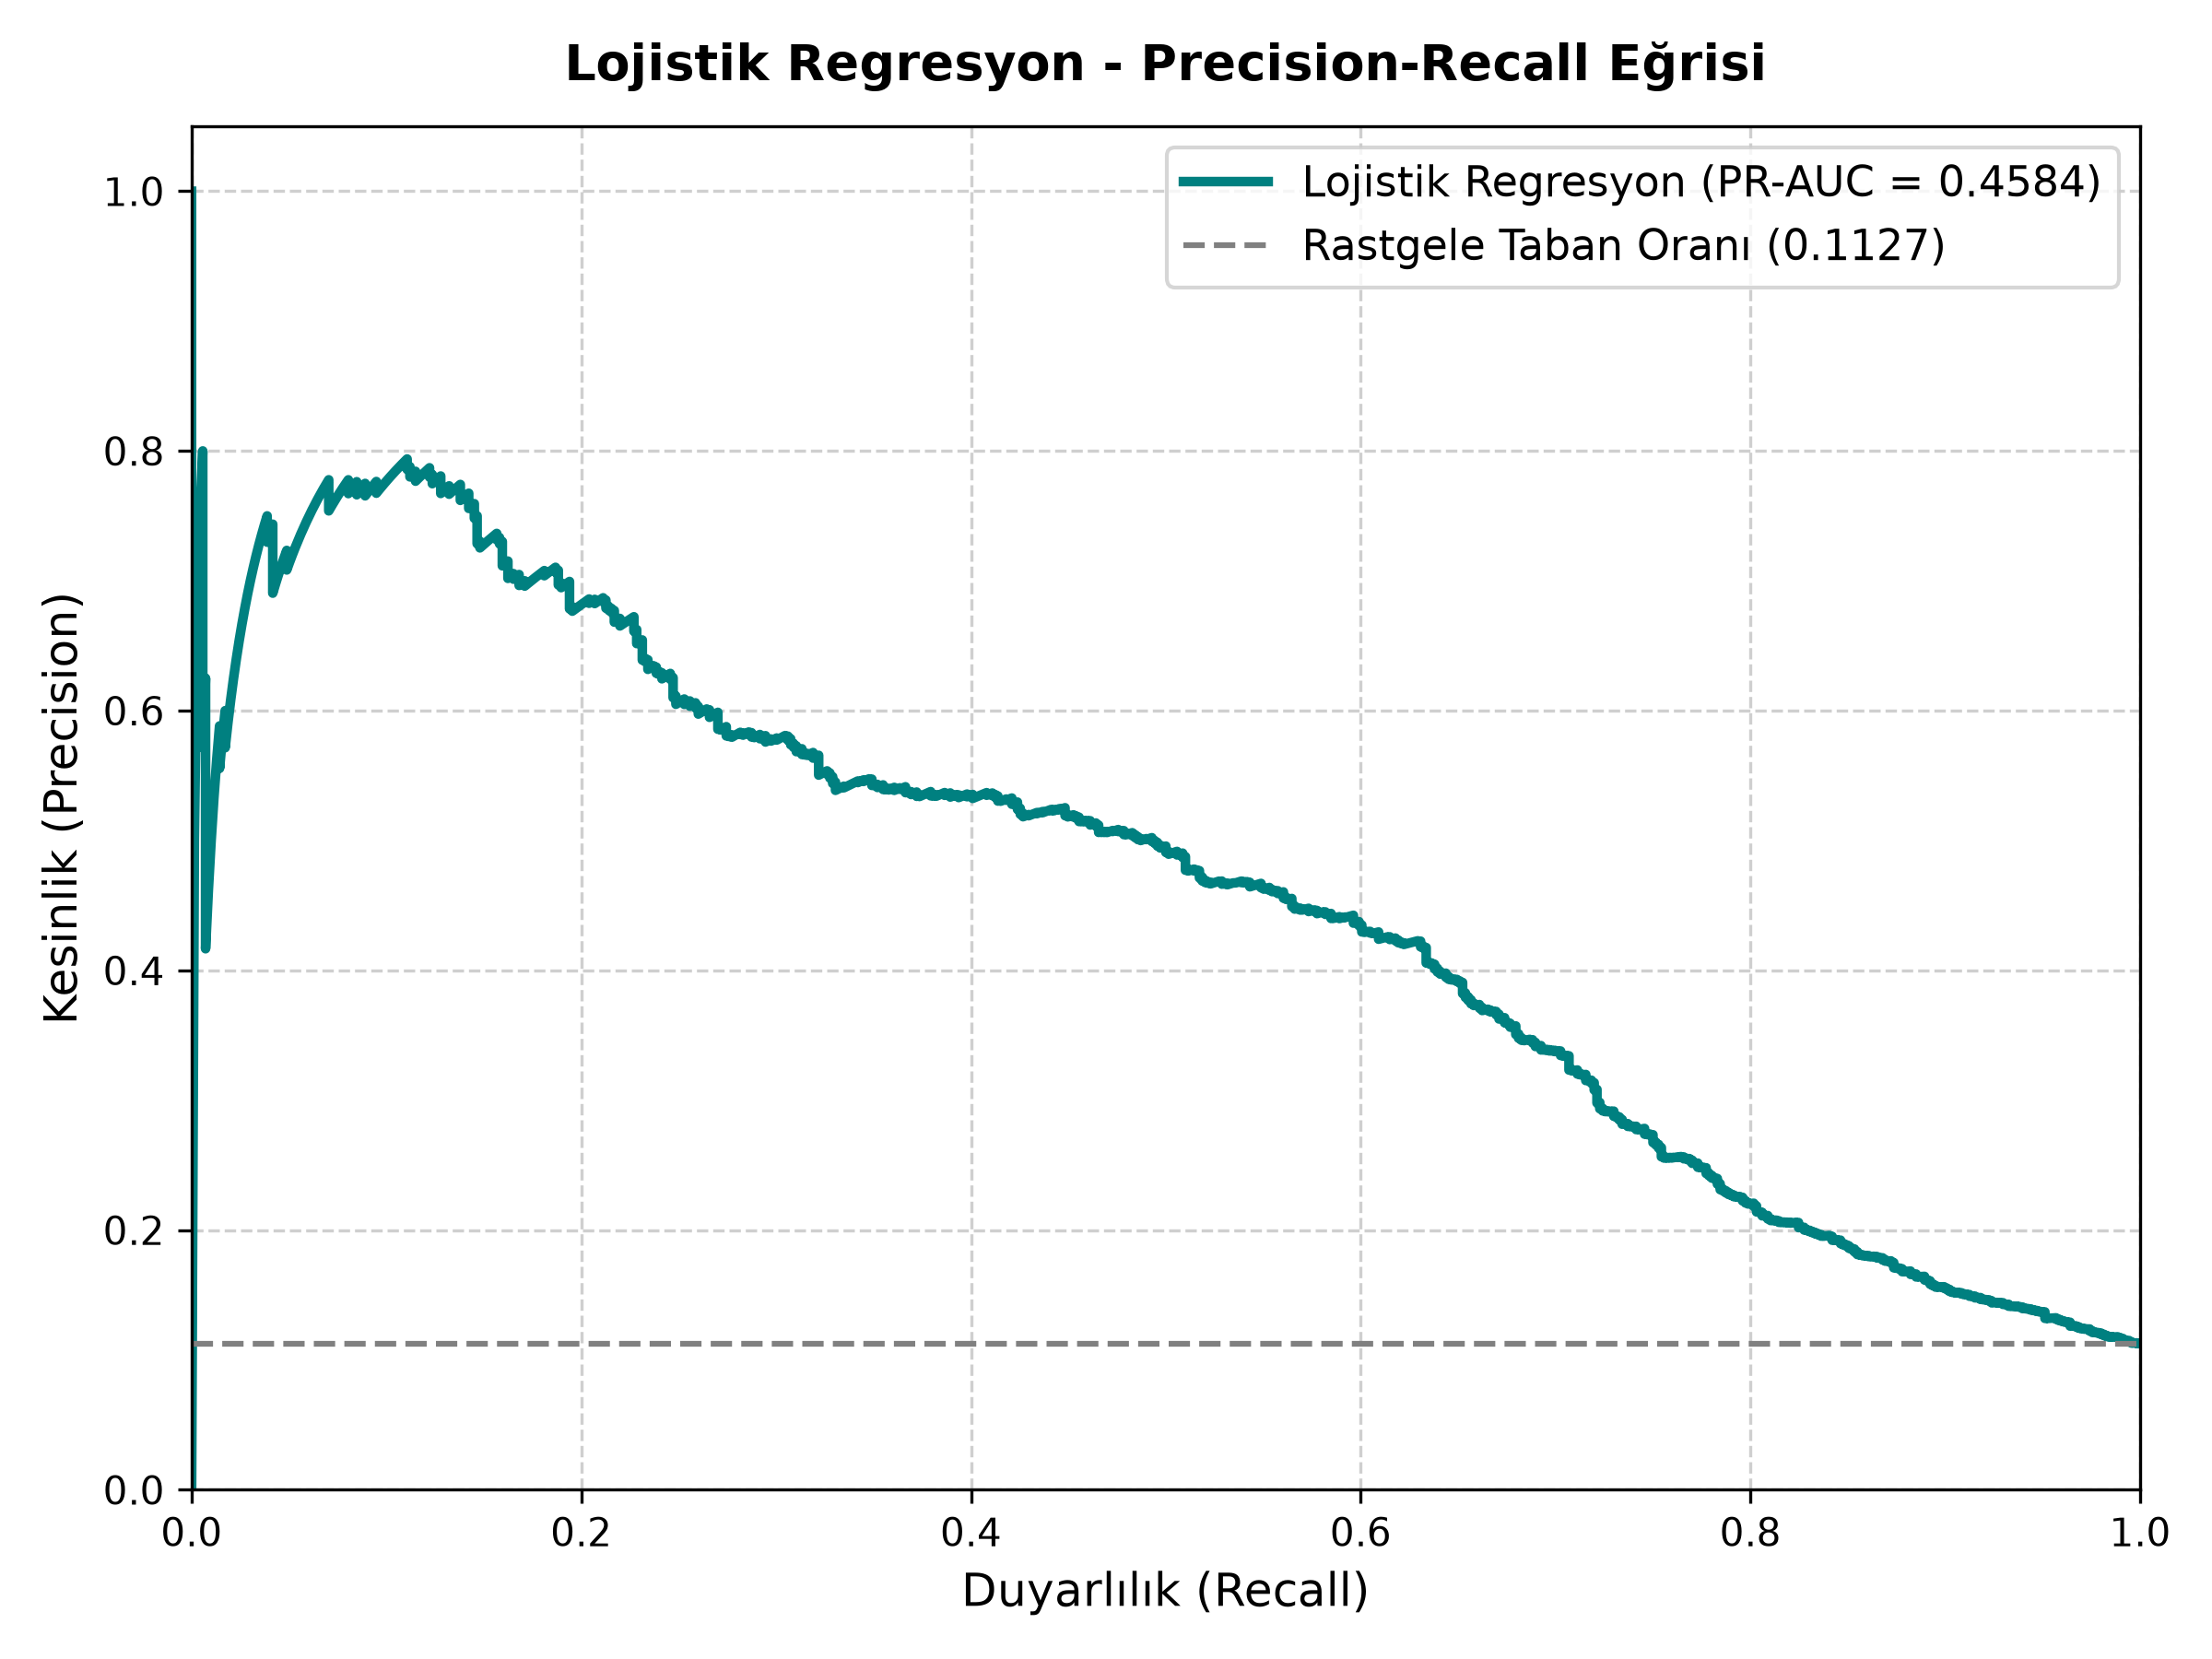 Lojistik Regresyon - Precision-Recall Eğrisi
Lojistik Regresyon (PR-AUC = 0.4584)
Rastgele Taban Oranı (0.1127)
Kesinlik (Precision)
1.0
0.8
0.6
0.4
0.2
0.0
0.0 0.2 0.4 0.6 0.8 1.0
Duyarlılık (Recall)